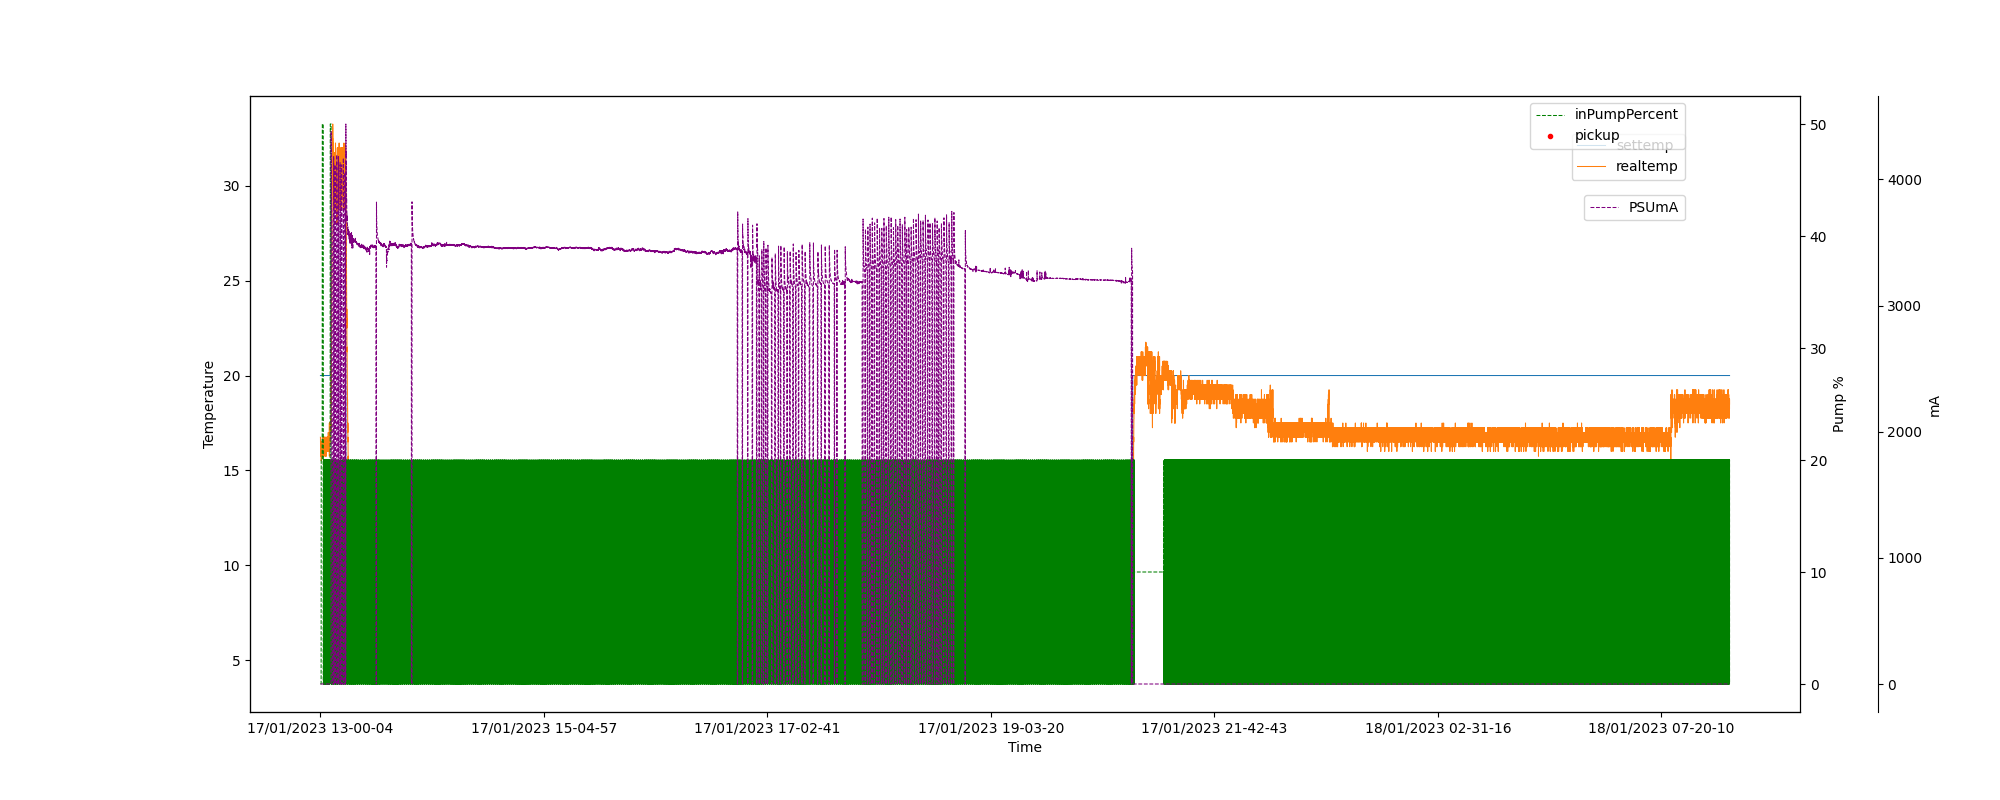 inPumpPercent
pickup
settemp
realtemp
PSUmA
30
25
20
15
10
5
Temperature
50
40
30
20
10
0
Pump %
4000
3000
2000
1000
0
mA
17/01/2023 13-00-04
17/01/2023 15-04-57
17/01/2023 17-02-41
17/01/2023 19-03-20
17/01/2023 21-42-43
18/01/2023 02-31-16
18/01/2023 07-20-10
Time